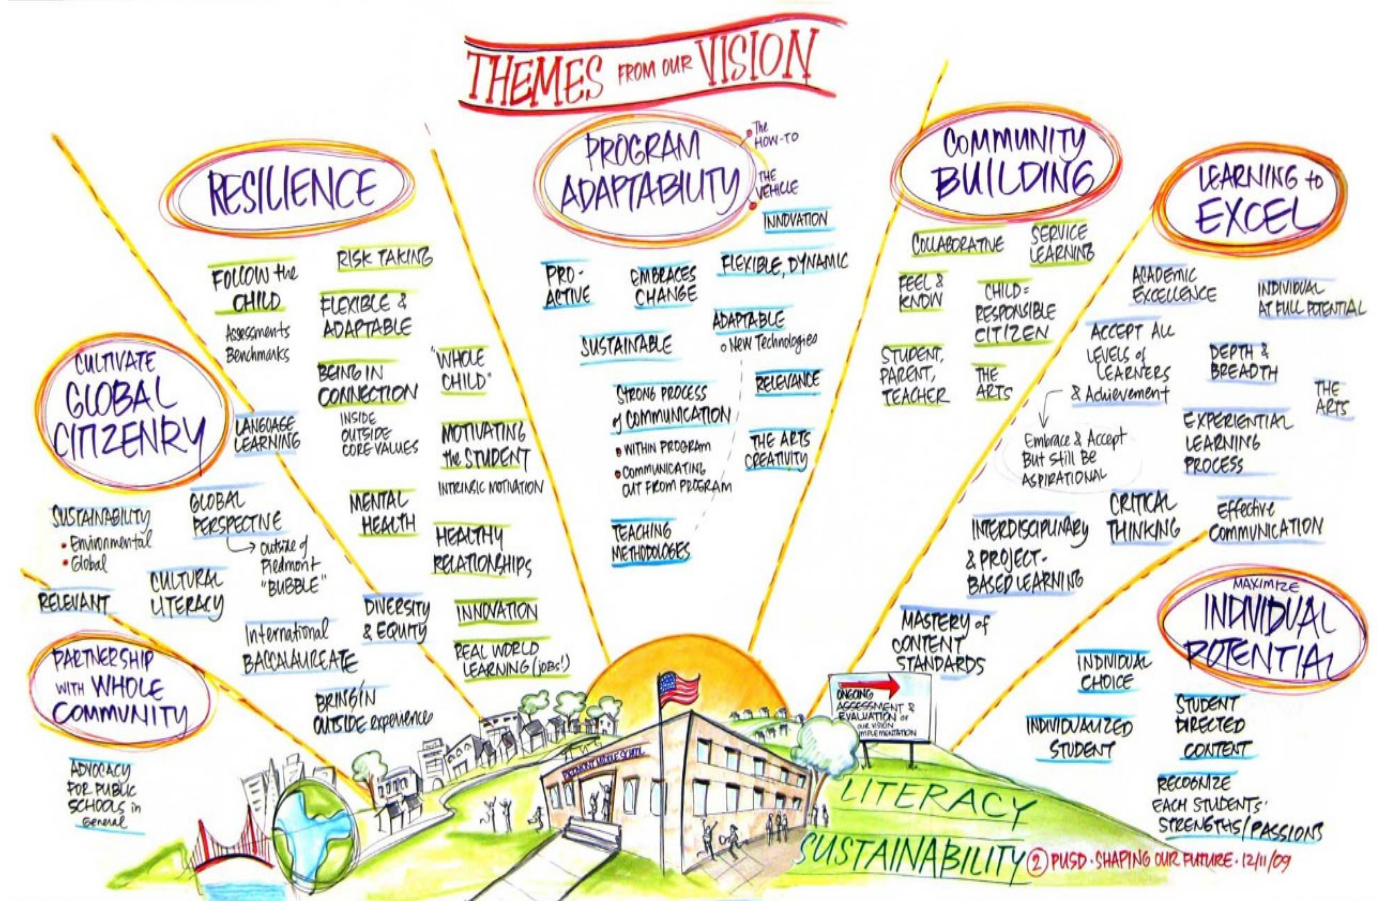 THEMES FROM OUR VISION
PARTNERSHIP
WITH WHOLE
COMMUNITY
ADVOCACY
FOR PUBLIC
SCHOOLS in
General
CULTIVATE
GLOBAL
CITIZENRY
LANGUAGE
LEARNING
SUSTAINABILITY
• Environmental
• Global
GLOBAL
PERSPECTIVE
outside of
Piedmont
"BUBBLE"
RELEVANT
CULTURAL
LITERACY
International
BACCALAUREATE
DIVERSITY
& EQUITY
BRING IN
OUTSIDE experiences
RESILIENCE
FOLLOW the
CHILD
Assessments
Benchmarks
RISK TAKING
FLEXIBLE &
ADAPTABLE
BEING IN
CONNECTION
INSIDE
OUTSIDE
CORE VALUES
"WHOLE
CHILD"
MOTIVATING
the STUDENT
INTRINSIC MOTIVATION
MENTAL
HEALTH
HEALTHY
RELATIONSHIPS
INNOVATION
REAL WORLD
LEARNING (jobs!)
PROGRAM
ADAPTABILITY
The
HOW-TO
THE
VEHICLE
INNOVATION
PRO-
ACTIVE
EMBRACES
CHANGE
FLEXIBLE, DYNAMIC
SUSTAINABLE
ADAPTABLE
o NEW Technologies
STRONG PROCESS
of COMMUNICATION
• WITHIN PROGRAM
• COMMUNICATING
OUT FROM PROGRAM
RELEVANCE
THE ARTS
CREATIVITY
TEACHING
METHODOLOGIES
COMMUNITY
BUILDING
COLLABORATIVE
SERVICE
LEARNING
FEEL &
KNOW
CHILD =
RESPONSIBLE
CITIZEN
STUDENT,
PARENT,
TEACHER
THE
ARTS
LEARNING to
EXCEL
ACADEMIC
EXCELLENCE
INDIVIDUAL
AT FULL POTENTIAL
ACCEPT ALL
LEVELS of
LEARNERS
& Achievement
Embrace & Accept
But Still Be
ASPIRATIONAL
DEPTH &
BREADTH
THE
ARTS
EXPERIENTIAL
LEARNING
PROCESS
CRITICAL
THINKING
Effective
COMMUNICATION
INTERDISCIPLINARY
& PROJECT-
BASED LEARNING
MASTERY of
CONTENT
STANDARDS
MAXIMIZE
INDIVIDUAL
POTENTIAL
INDIVIDUAL
CHOICE
INDIVIDUALIZED
STUDENT
STUDENT
DIRECTED
CONTENT
RECOGNIZE
EACH STUDENTS'
STRENGTHS/PASSIONS
ONGOING
ASSESSMENT &
EVALUATION of
OUR VISION
IMPLEMENTATION
LITERACY
SUSTAINABILITY
2 PUSD · SHAPING OUR FUTURE · 12/11/09